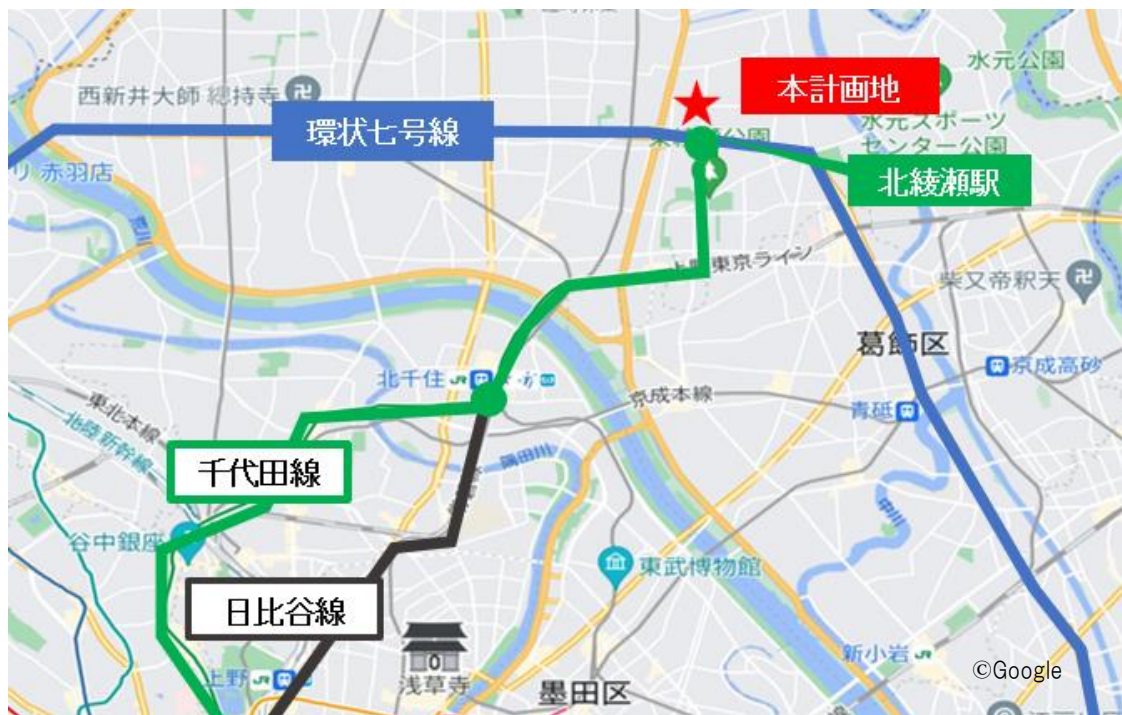 水元公園
西新井大師 總持寺
本計画地
環状七号線
水元スポーツ
センター公園
リ 赤羽店
北綾瀬駅
荒川
東京ライン
柴又帝釈天
葛飾区
北千住
京成高砂
京成本線
東北本線
青砥
北陸新幹線
隅田川
千代田線
中川
谷中銀座
東武博物館
日比谷線
新小岩
上野
浅草寺
墨田区
©Google